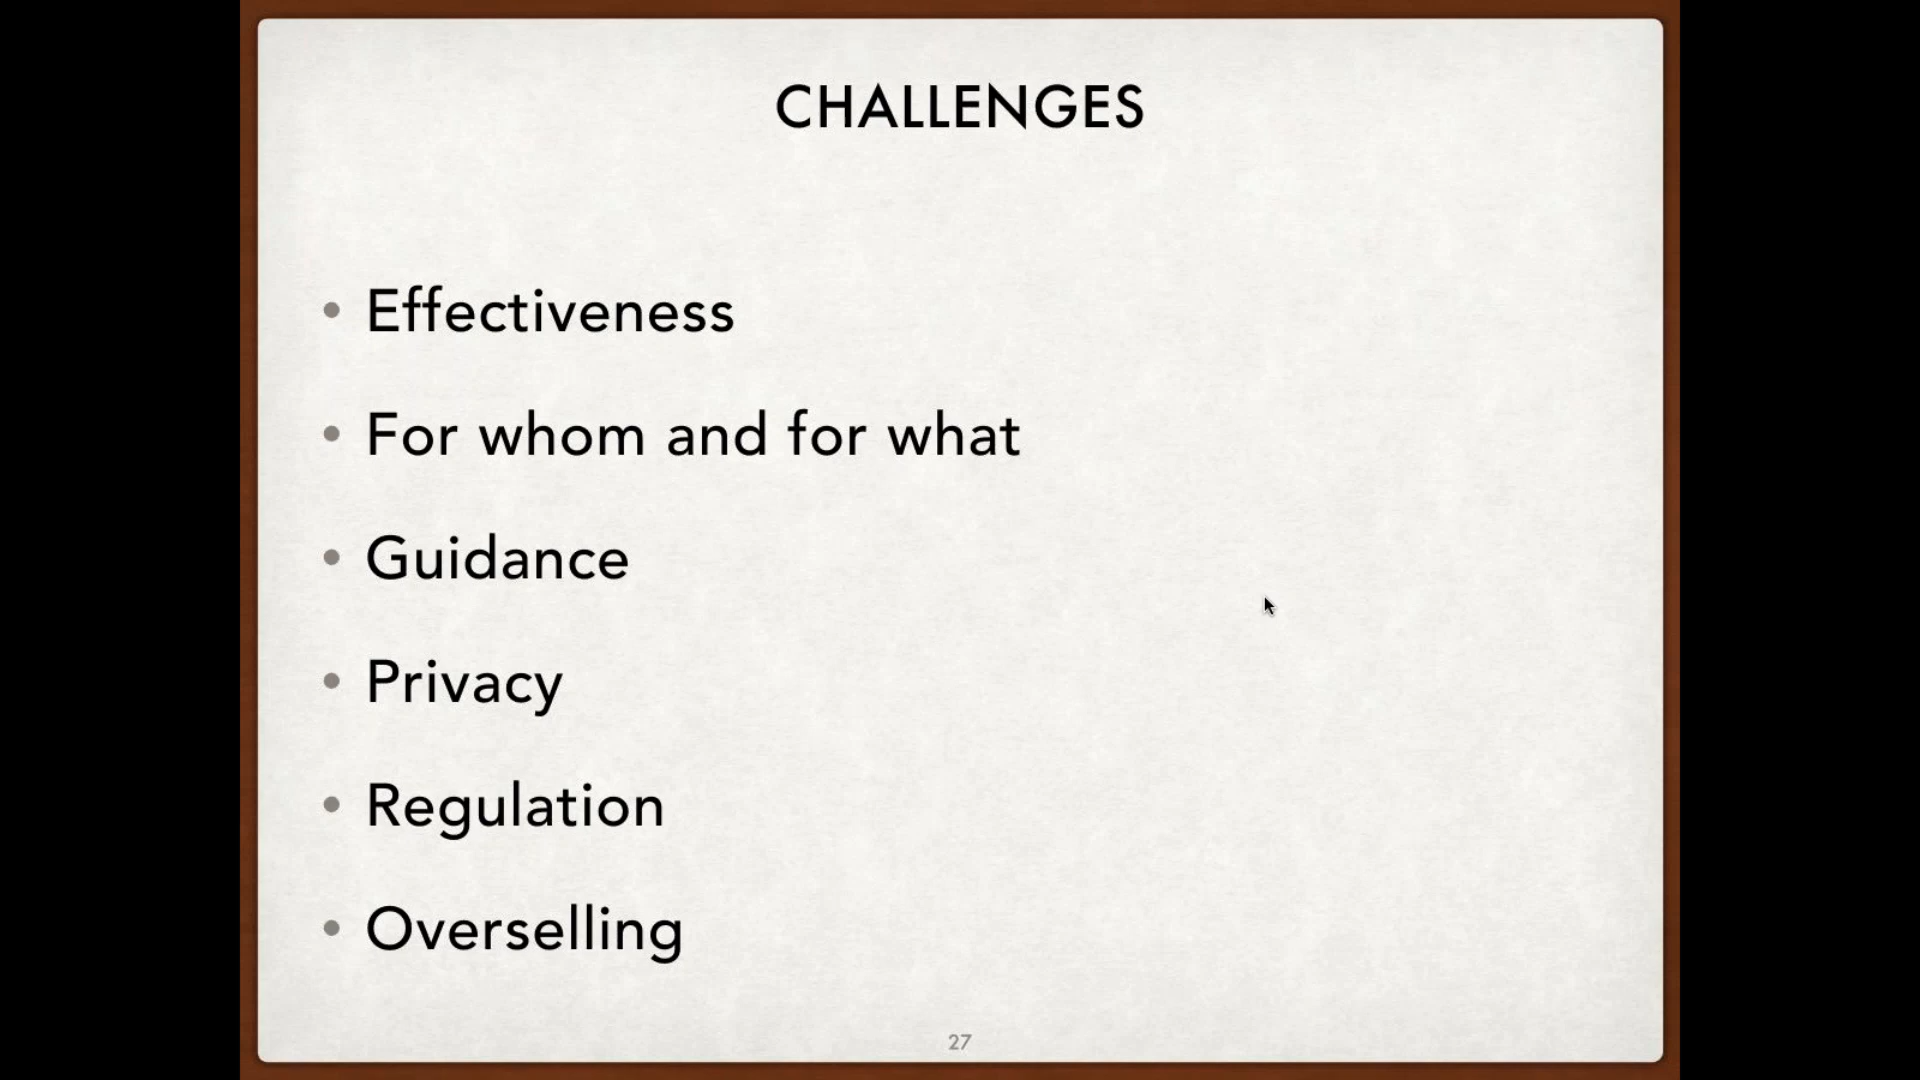 CHALLENGES
• Effectiveness
• For whom and for what
• Guidance
• Privacy
• Regulation
• Overselling
27